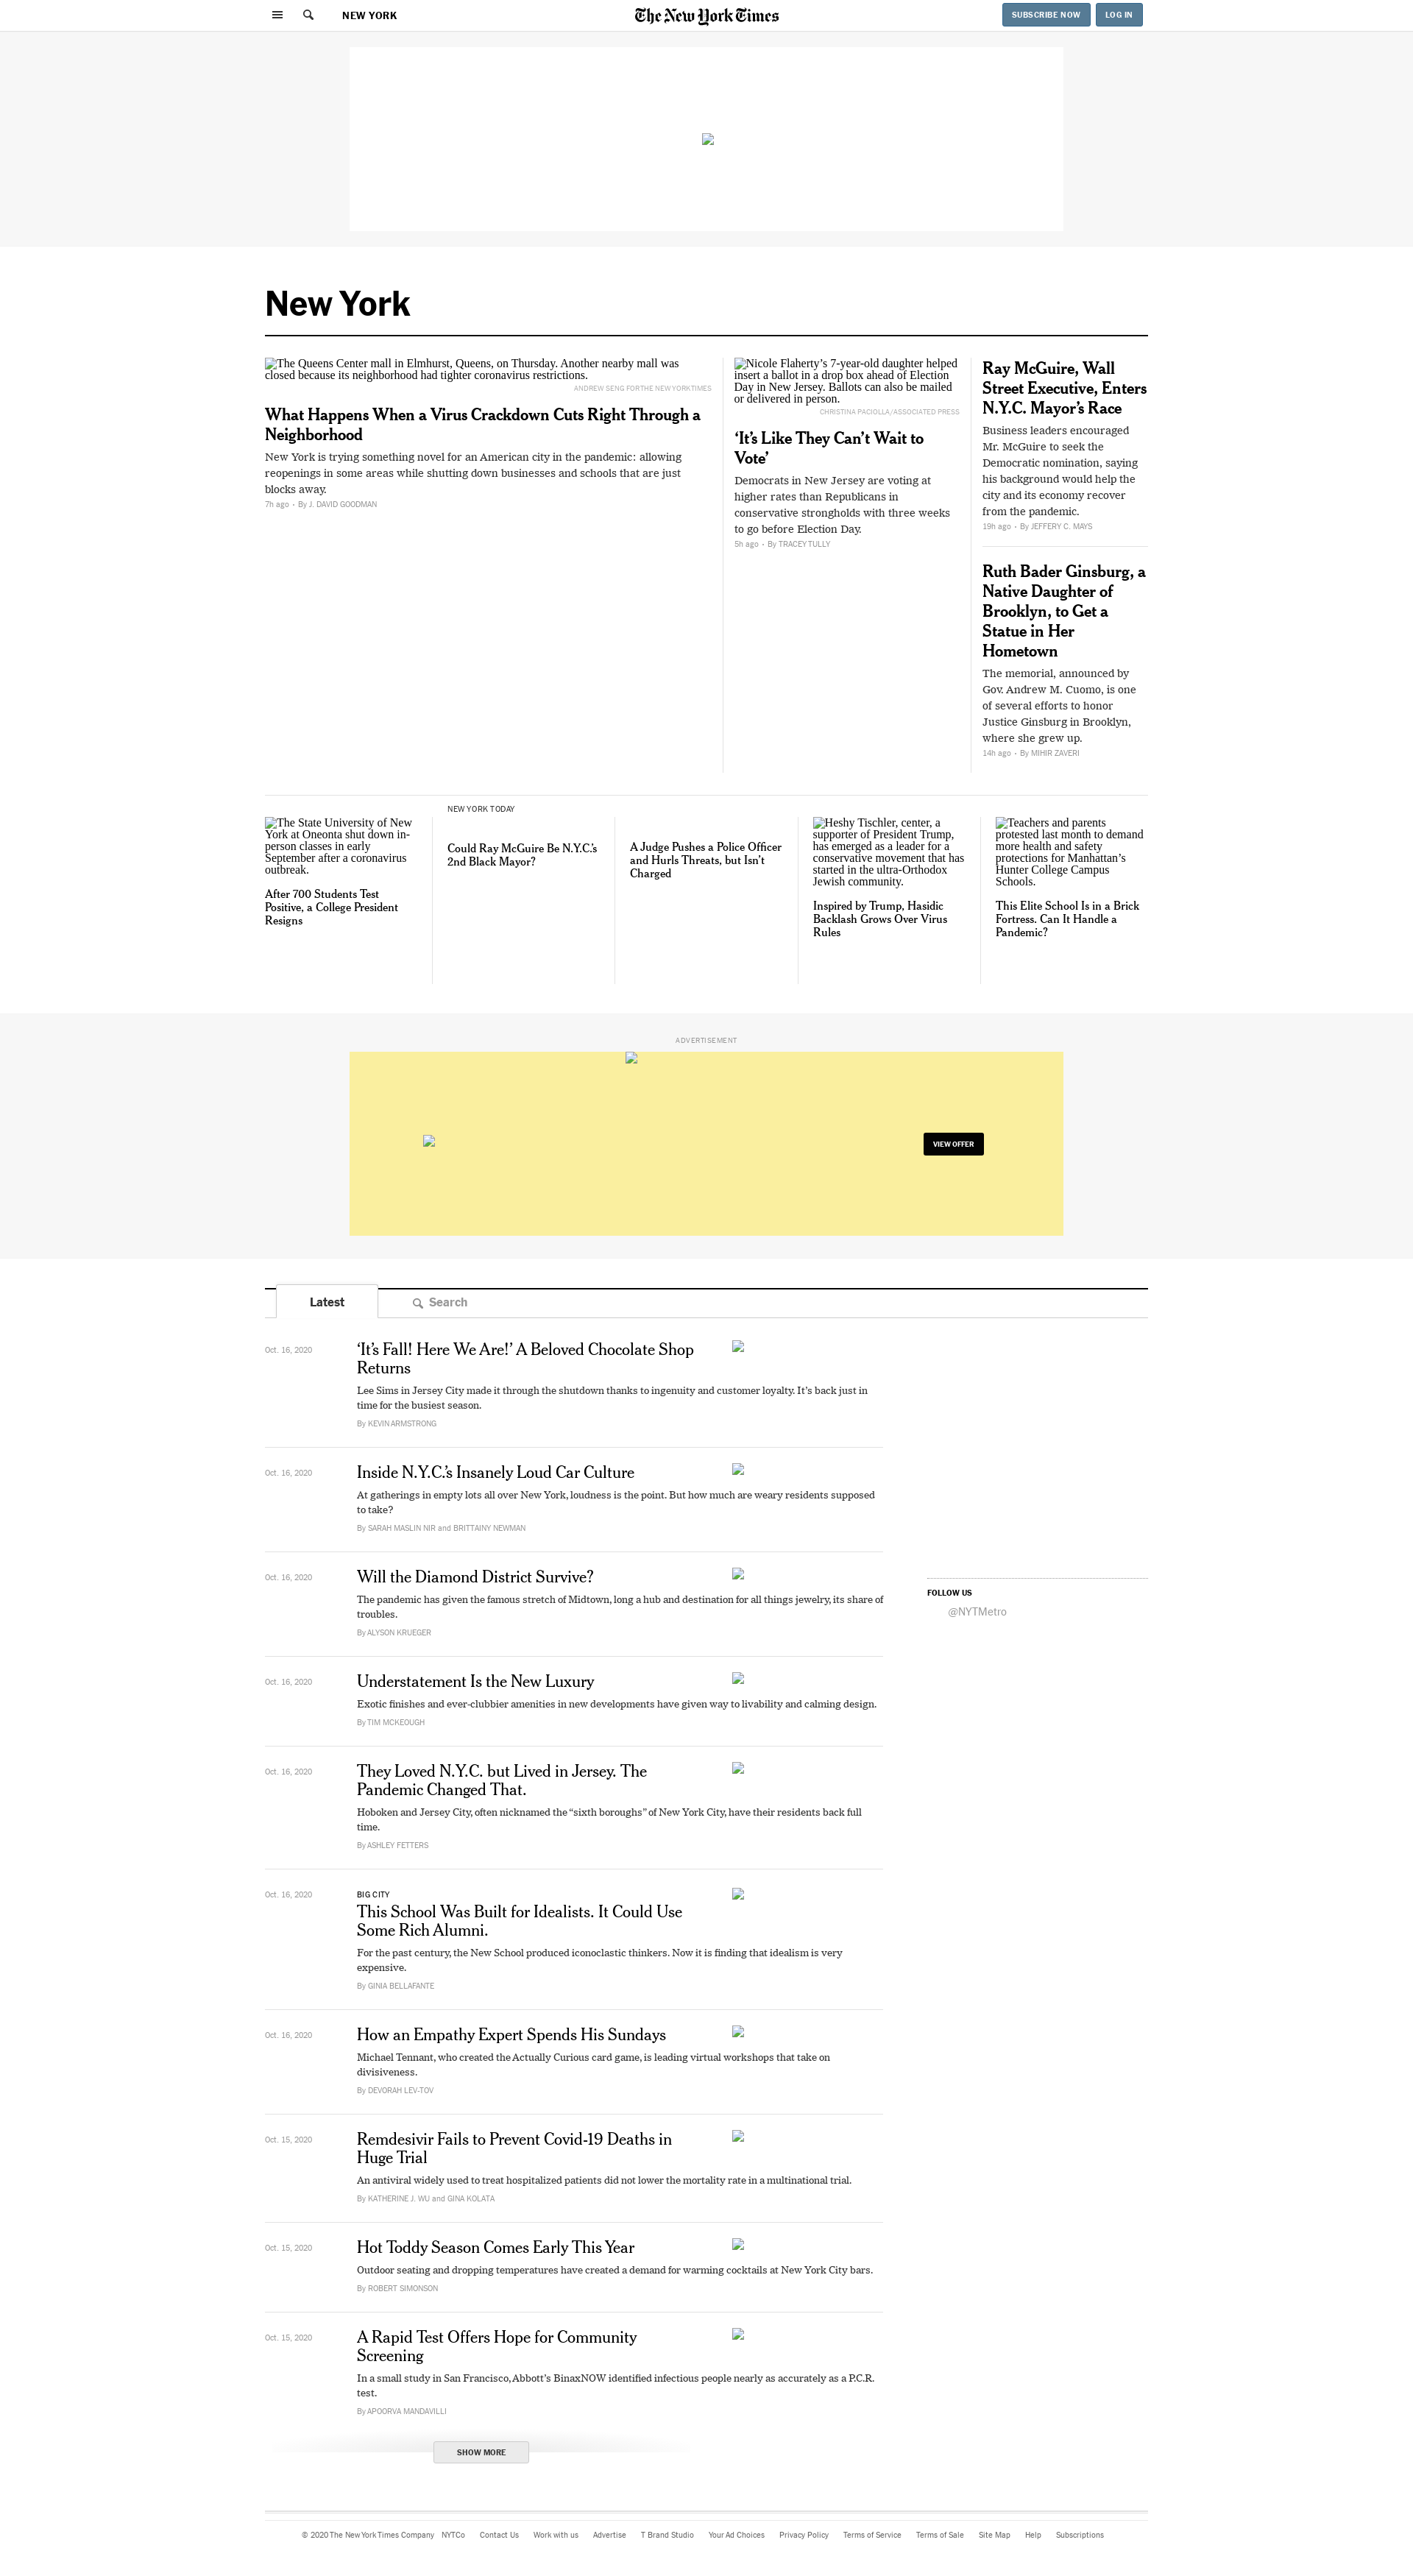 NEW YORK
The New York Times
SUBSCRIBE NOW
LOG IN
New York
The Queens Center mall in Elmhurst, Queens, on Thursday. Another nearby mall was
closed because its neighborhood had tighter coronavirus restrictions.
ANDREW SENG FOR THE NEW YORK TIMES
What Happens When a Virus Crackdown Cuts Right Through a
Neighborhood
New York is trying something novel for an American city in the pandemic: allowing
reopenings in some areas while shutting down businesses and schools that are just
blocks away.
7h ago • By J. DAVID GOODMAN
Nicole Flaherty’s 7-year-old daughter helped
insert a ballot in a drop box ahead of Election
Day in New Jersey. Ballots can also be mailed
or delivered in person.
CHRISTINA PACIOLLA/ASSOCIATED PRESS
‘It’s Like They Can’t Wait to
Vote’
Democrats in New Jersey are voting at
higher rates than Republicans in
conservative strongholds with three weeks
to go before Election Day.
5h ago • By TRACEY TULLY
Ray McGuire, Wall
Street Executive, Enters
N.Y.C. Mayor’s Race
Business leaders encouraged
Mr. McGuire to seek the
Democratic nomination, saying
his background would help the
city and its economy recover
from the pandemic.
19h ago • By JEFFERY C. MAYS
Ruth Bader Ginsburg, a
Native Daughter of
Brooklyn, to Get a
Statue in Her
Hometown
The memorial, announced by
Gov. Andrew M. Cuomo, is one
of several efforts to honor
Justice Ginsburg in Brooklyn,
where she grew up.
14h ago • By MIHIR ZAVERI
The State University of New
York at Oneonta shut down in-
person classes in early
September after a coronavirus
outbreak.
After 700 Students Test
Positive, a College President
Resigns
NEW YORK TODAY
Could Ray McGuire Be N.Y.C.’s
2nd Black Mayor?
A Judge Pushes a Police Officer
and Hurls Threats, but Isn’t
Charged
Heshy Tischler, center, a
supporter of President Trump,
has emerged as a leader for a
conservative movement that has
started in the ultra-Orthodox
Jewish community.
Inspired by Trump, Hasidic
Backlash Grows Over Virus
Rules
Teachers and parents
protested last month to demand
more health and safety
protections for Manhattan’s
Hunter College Campus
Schools.
This Elite School Is in a Brick
Fortress. Can It Handle a
Pandemic?
ADVERTISEMENT
VIEW OFFER
Latest
Search
Oct. 16, 2020
‘It’s Fall! Here We Are!’ A Beloved Chocolate Shop
Returns
Lee Sims in Jersey City made it through the shutdown thanks to ingenuity and customer loyalty. It’s back just in
time for the busiest season.
By KEVIN ARMSTRONG
Oct. 16, 2020
Inside N.Y.C.’s Insanely Loud Car Culture
At gatherings in empty lots all over New York, loudness is the point. But how much are weary residents supposed
to take?
By SARAH MASLIN NIR and BRITTAINY NEWMAN
Oct. 16, 2020
Will the Diamond District Survive?
The pandemic has given the famous stretch of Midtown, long a hub and destination for all things jewelry, its share of
troubles.
By ALYSON KRUEGER
FOLLOW US
@NYTMetro
Oct. 16, 2020
Understatement Is the New Luxury
Exotic finishes and ever-clubbier amenities in new developments have given way to livability and calming design.
By TIM MCKEOUGH
Oct. 16, 2020
They Loved N.Y.C. but Lived in Jersey. The
Pandemic Changed That.
Hoboken and Jersey City, often nicknamed the “sixth boroughs” of New York City, have their residents back full
time.
By ASHLEY FETTERS
Oct. 16, 2020
BIG CITY
This School Was Built for Idealists. It Could Use
Some Rich Alumni.
For the past century, the New School produced iconoclastic thinkers. Now it is finding that idealism is very
expensive.
By GINIA BELLAFANTE
Oct. 16, 2020
How an Empathy Expert Spends His Sundays
Michael Tennant, who created the Actually Curious card game, is leading virtual workshops that take on
divisiveness.
By DEVORAH LEV-TOV
Oct. 15, 2020
Remdesivir Fails to Prevent Covid-19 Deaths in
Huge Trial
An antiviral widely used to treat hospitalized patients did not lower the mortality rate in a multinational trial.
By KATHERINE J. WU and GINA KOLATA
Oct. 15, 2020
Hot Toddy Season Comes Early This Year
Outdoor seating and dropping temperatures have created a demand for warming cocktails at New York City bars.
By ROBERT SIMONSON
Oct. 15, 2020
A Rapid Test Offers Hope for Community
Screening
In a small study in San Francisco, Abbott’s BinaxNOW identified infectious people nearly as accurately as a P.C.R.
test.
By APOORVA MANDAVILLI
SHOW MORE
© 2020 The New York Times Company NYTCo Contact Us Work with us Advertise T Brand Studio Your Ad Choices Privacy Policy Terms of Service Terms of Sale Site Map Help Subscriptions